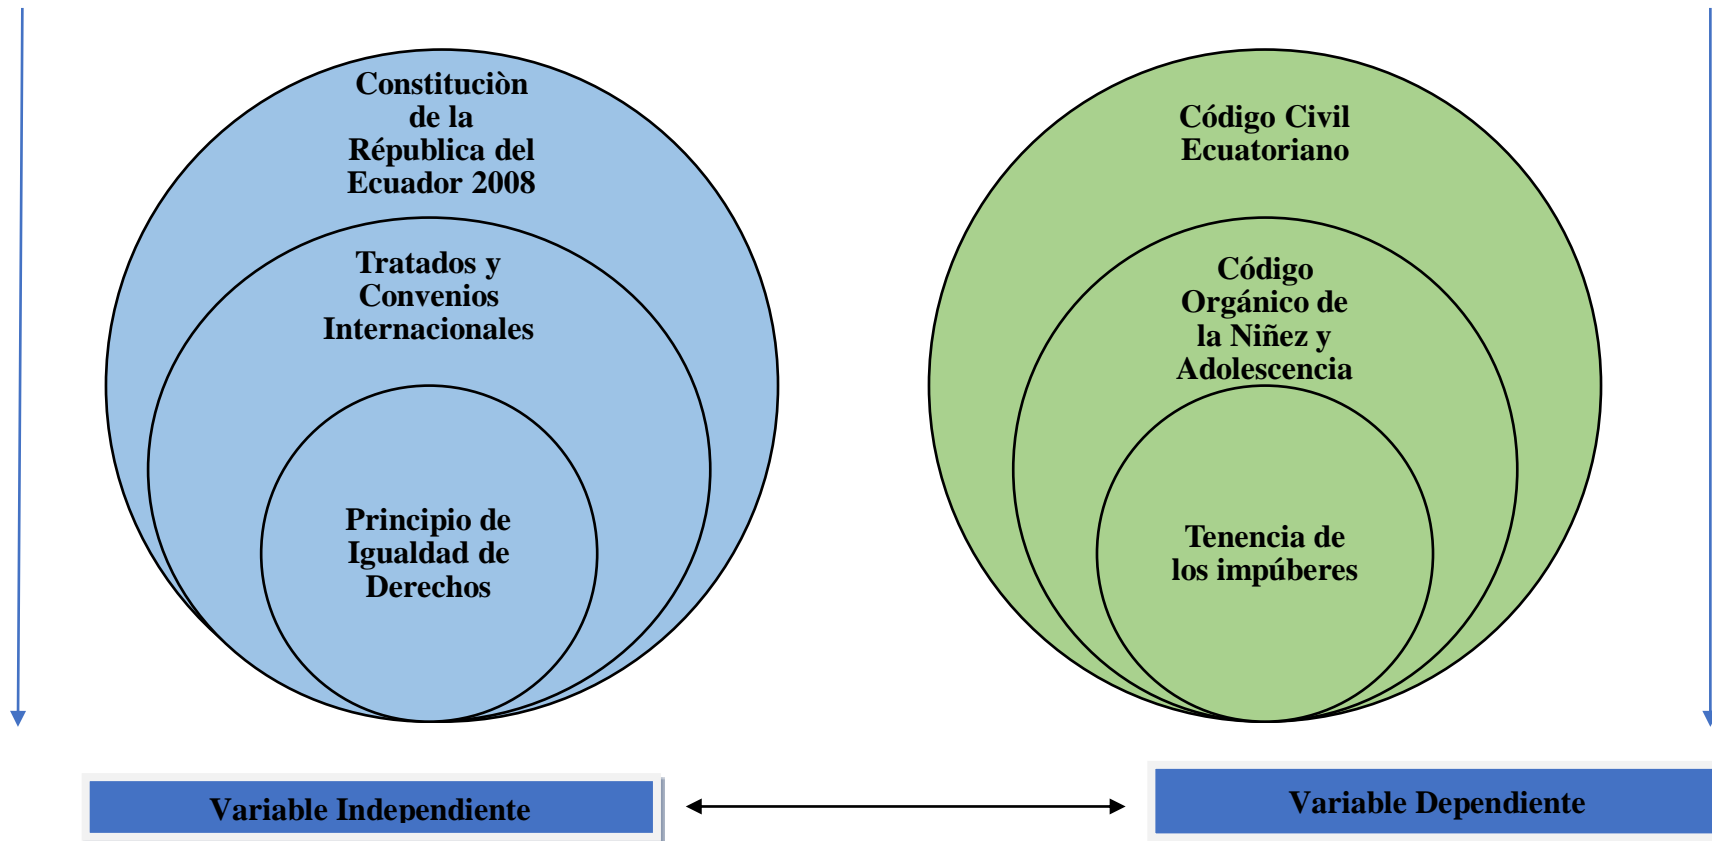 Constituciòn
de la
Républica del
Ecuador 2008
Tratados y
Convenios
Internacionales
Principio de
Igualdad de
Derechos
Código Civil
Ecuatoriano
Código
Orgánico de
la Niñez y
Adolescencia
Tenencia de
los impúberes
Variable Independiente
Variable Dependiente